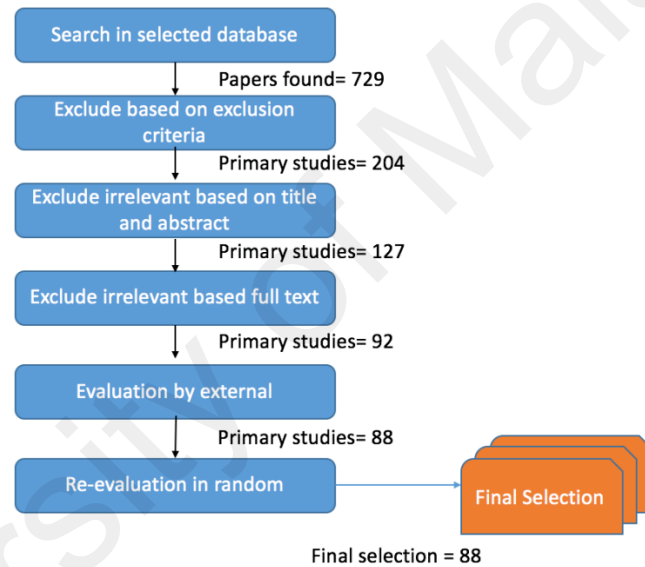 Search in selected database
Papers found= 729
Exclude based on exclusion
criteria
Primary studies= 204
Exclude irrelevant based on title
and abstract
Primary studies= 127
Exclude irrelevant based full text
Primary studies= 92
Evaluation by external
Primary studies= 88
Re-evaluation in random
Final Selection
Final selection = 88